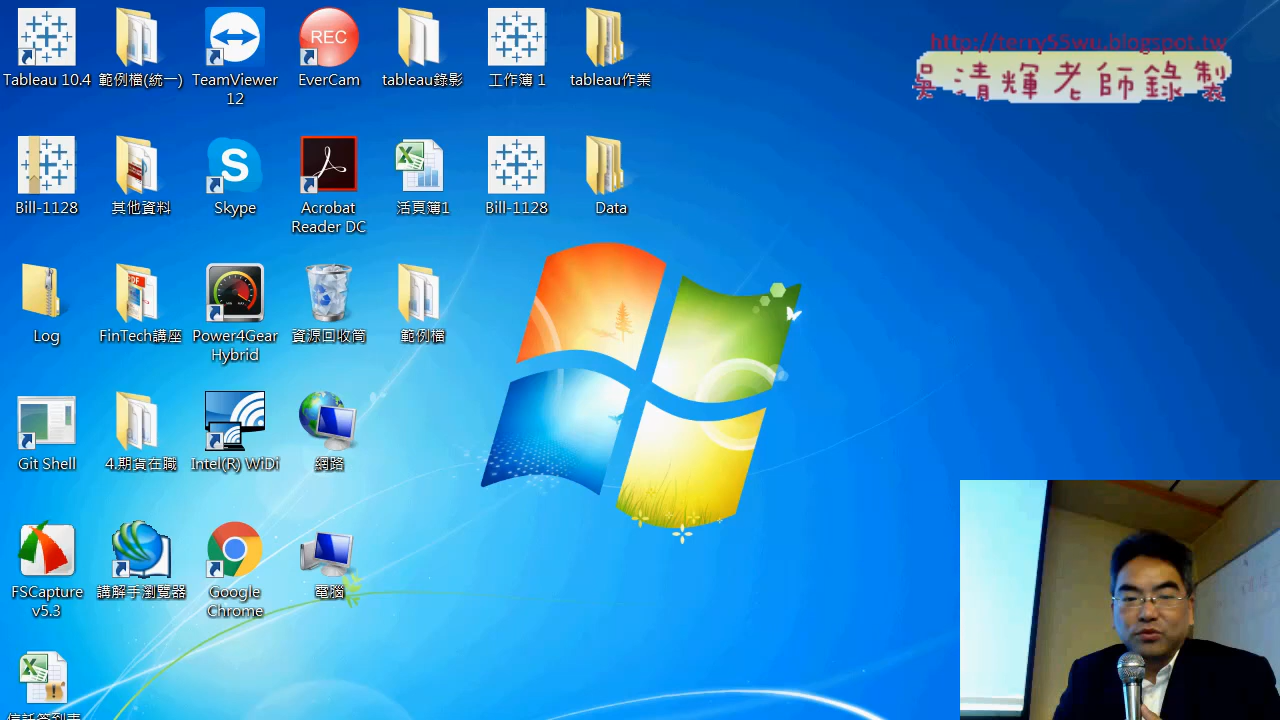 http://terry55wu.blogspot.tw
吳清輝老師錄製
Tableau 10.4
範例檔(統一)
TeamViewer 12
REC
EverCam
tableau錄影
工作簿 1
tableau作業
Bill-1128
其他資料
Skype
Acrobat Reader DC
活頁簿1
Bill-1128
Data
Log
PDF
FinTech講座
Power4Gear Hybrid
資源回收筒
範例檔
Git Shell
4.期貨在職
Intel(R) WiDi
網路
FSCapture v5.3
講解手瀏覽器
Google Chrome
電腦